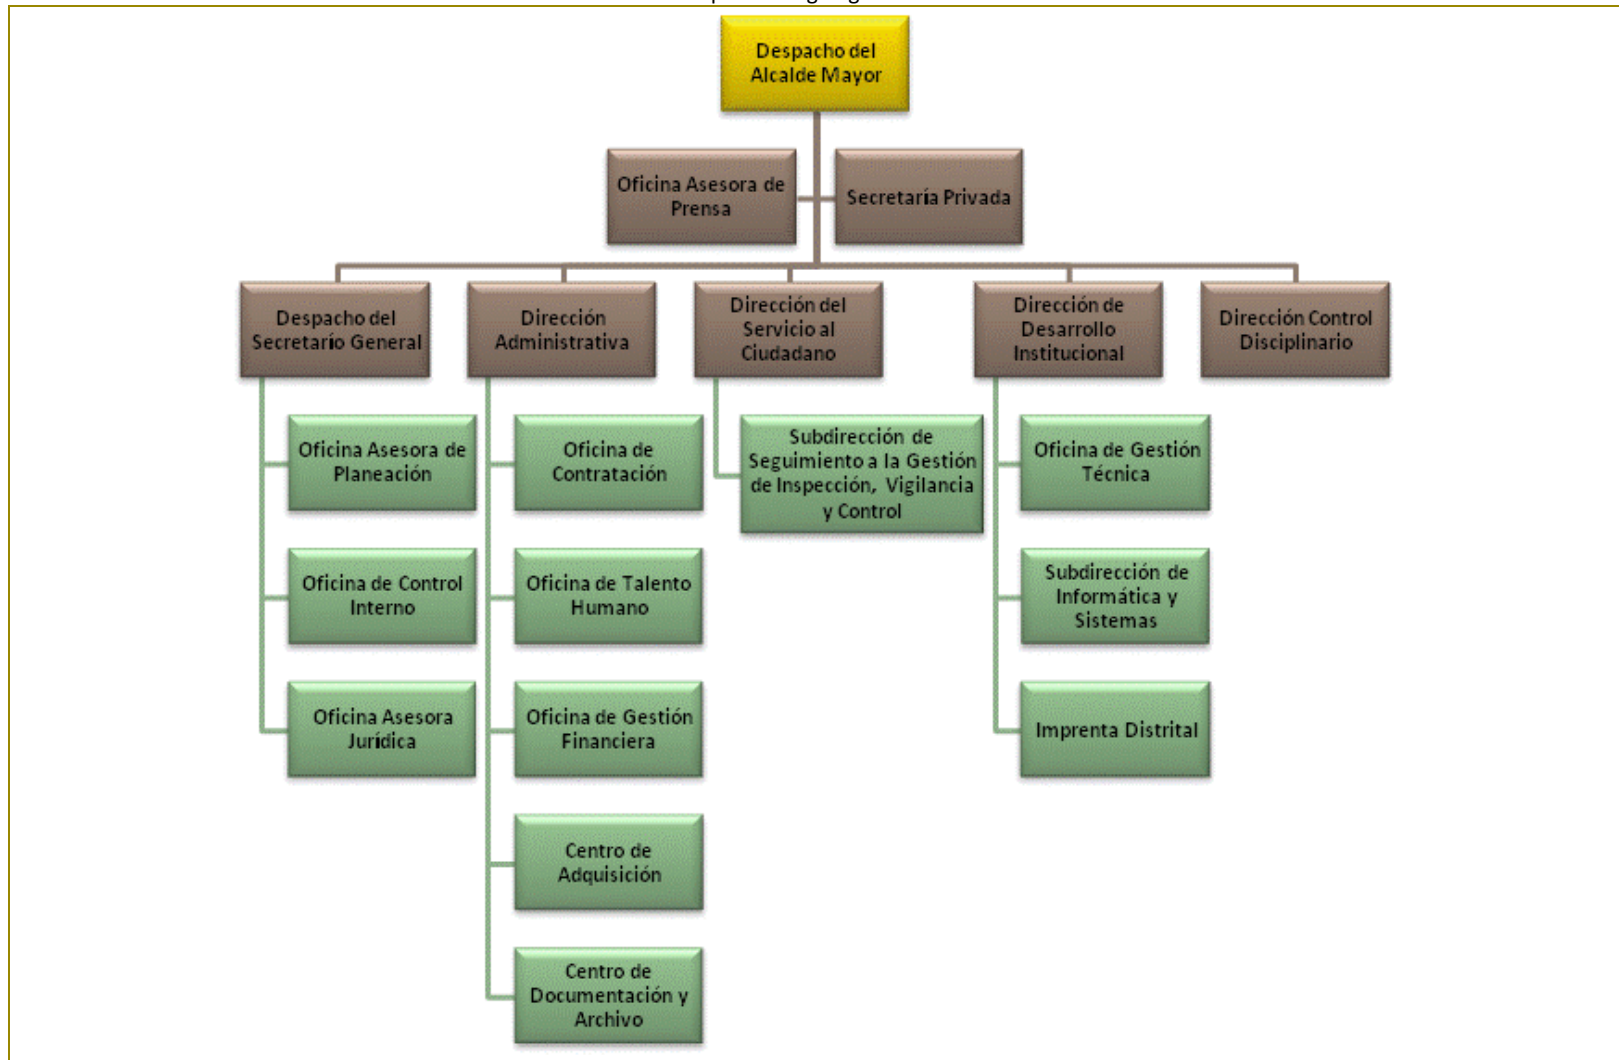 Despacho del
Alcalde Mayor
Oficina Asesora de
Prensa
Secretaría Privada
Despacho del
Secretario General
Dirección
Administrativa
Dirección del
Servicio al
Ciudadano
Dirección de
Desarrollo
Institucional
Dirección Control
Disciplinario
Oficina Asesora de
Planeación
Oficina de
Contratación
Subdirección de
Seguimiento a la Gestión
de Inspección, Vigilancia
y Control
Oficina de Gestión
Técnica
Oficina de Control
Interno
Oficina de Talento
Humano
Subdirección de
Informática y
Sistemas
Oficina Asesora
Jurídica
Oficina de Gestión
Financiera
Imprenta Distrital
Centro de
Adquisición
Centro de
Documentación y
Archivo